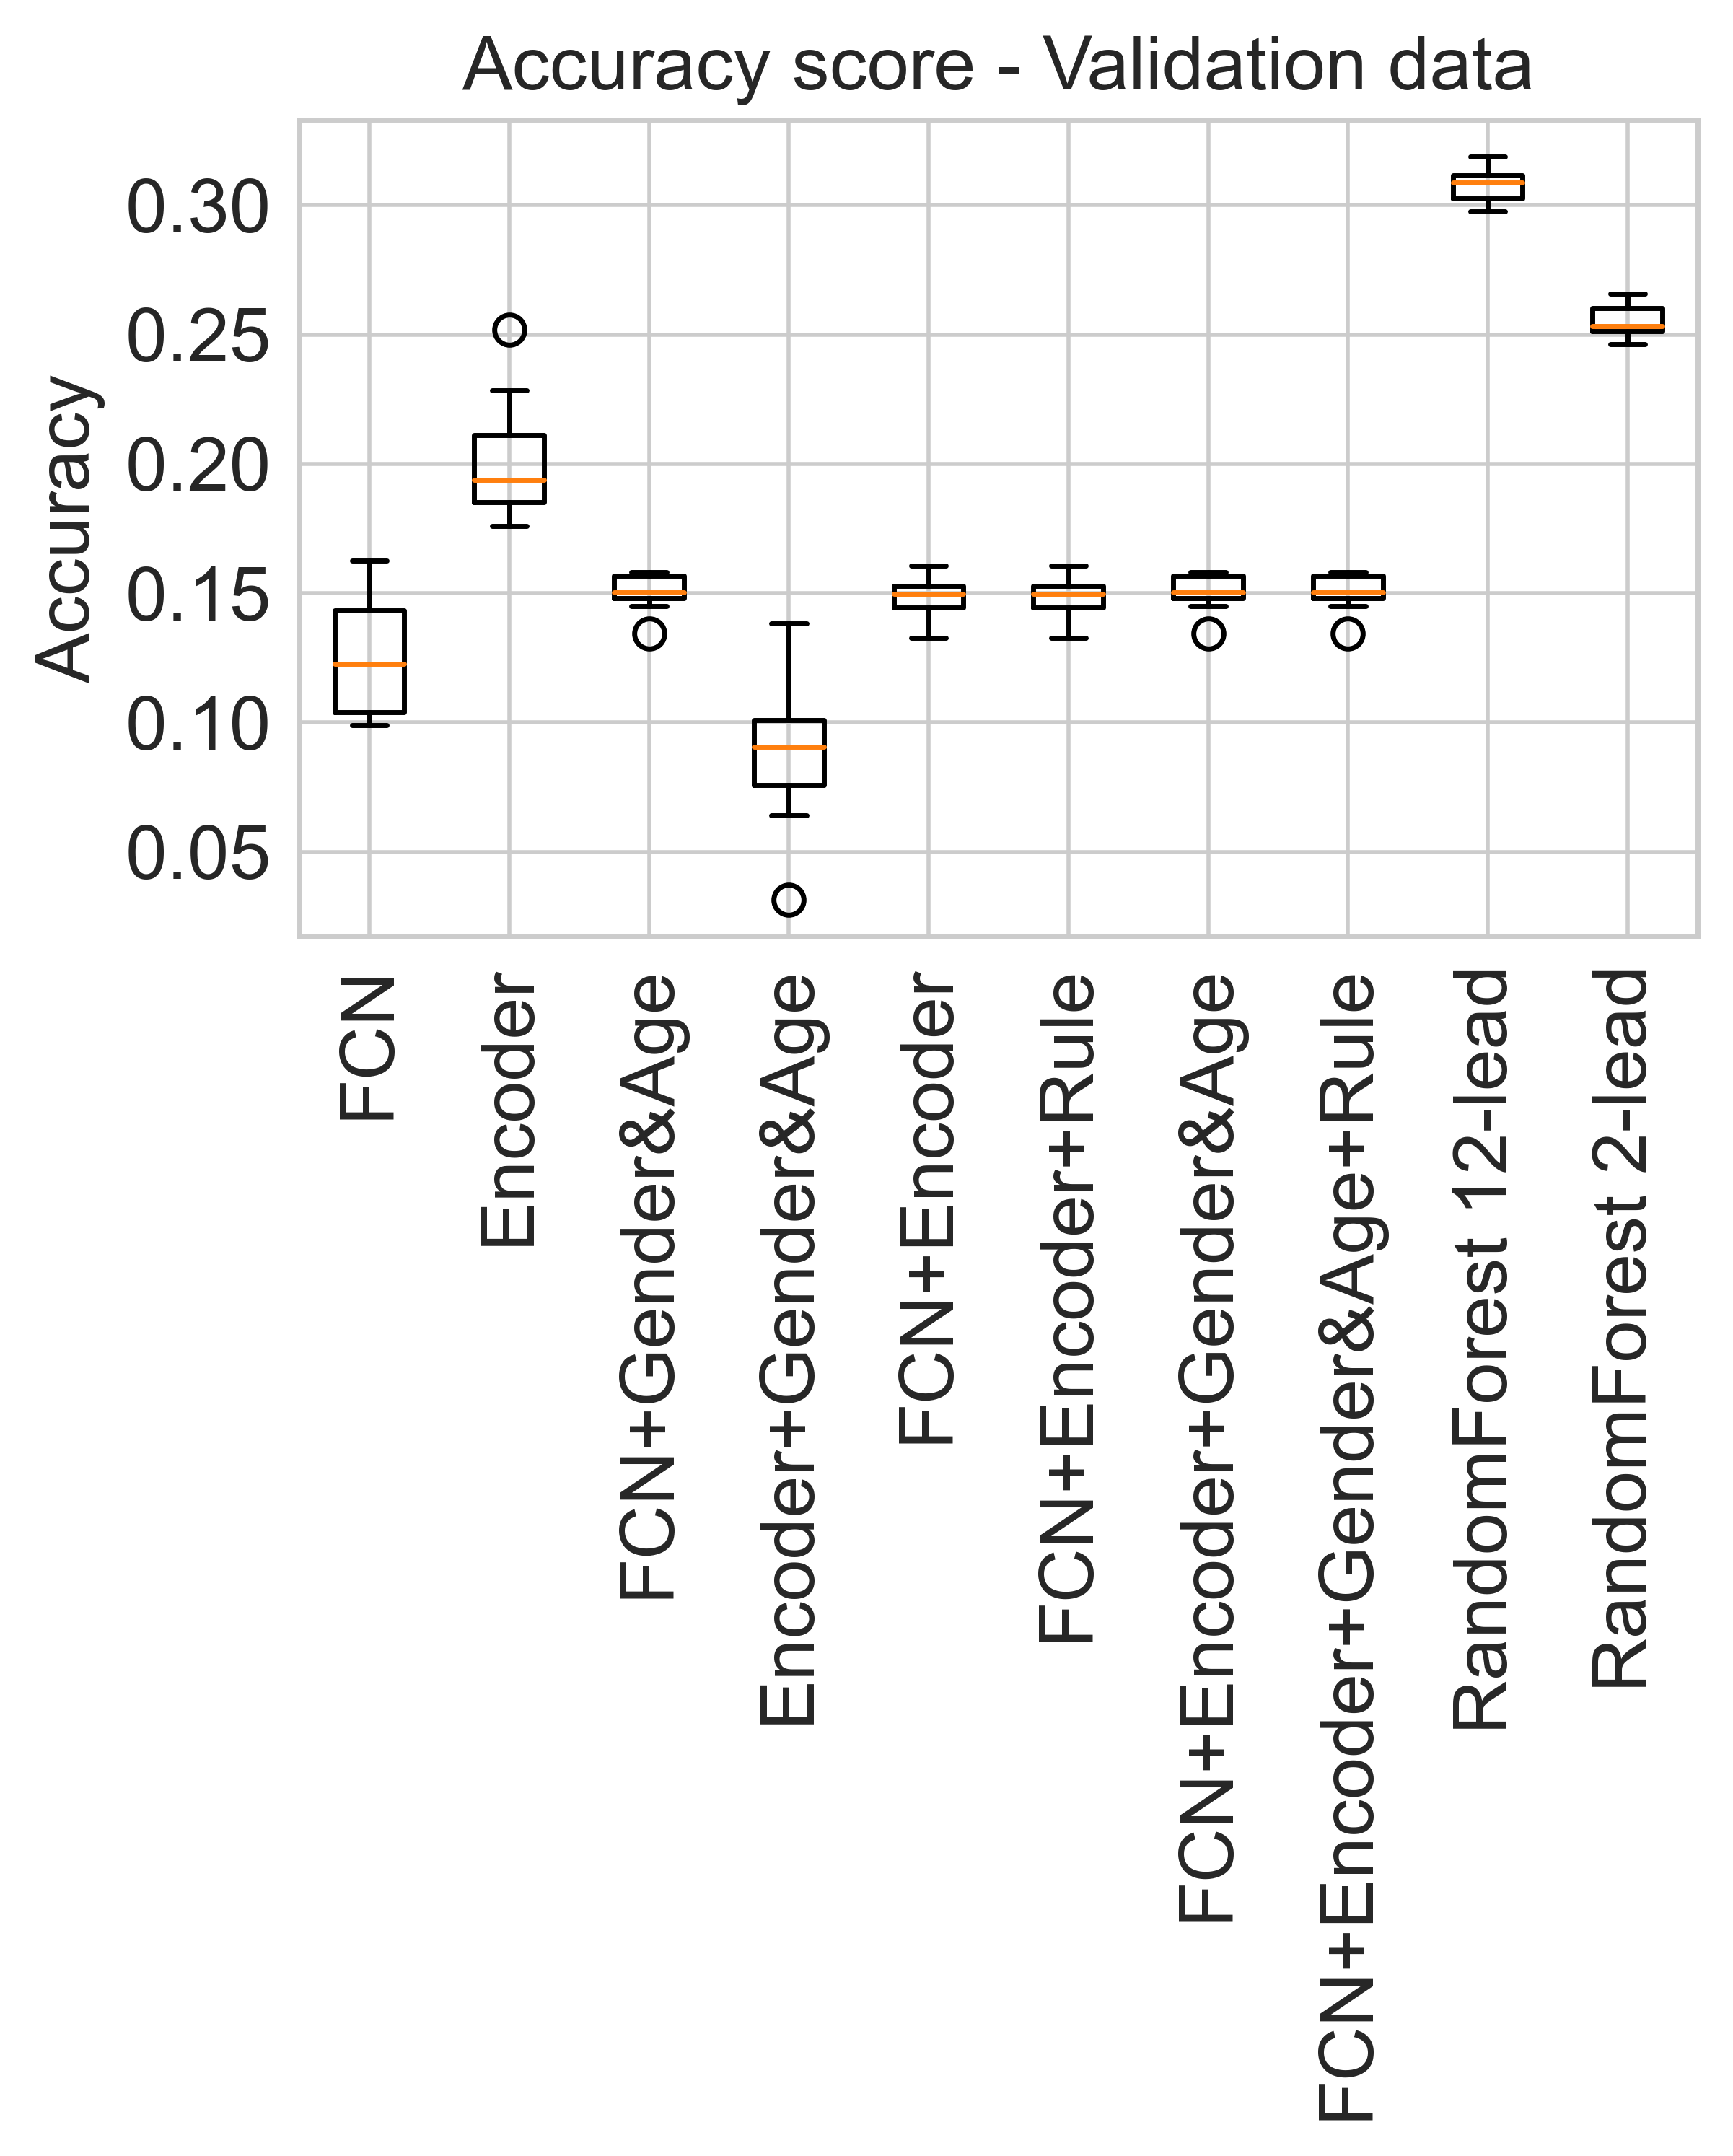 Accuracy score - Validation data
Accuracy
0.30
0.25
0.20
0.15
0.10
0.05
FCN
Encoder
FCN+Gender&Age
Encoder+Gender&Age
FCN+Encoder
FCN+Encoder+Rule
FCN+Encoder+Gender&Age
FCN+Encoder+Gender&Age+Rule
RandomForest 12-lead
RandomForest 2-lead